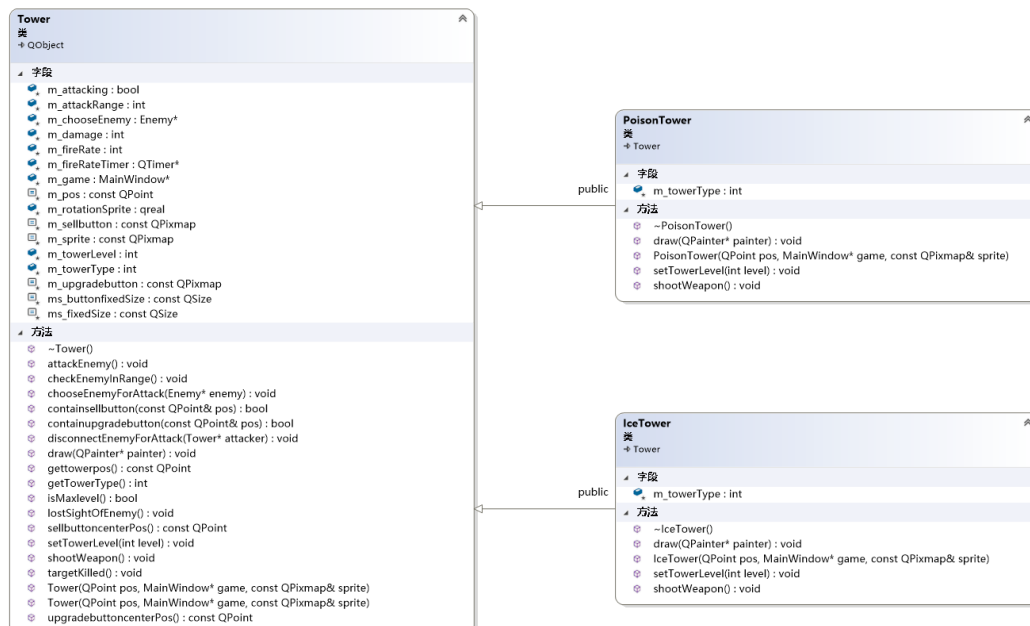 Tower
类
QObject
字段
m_attacking : bool
m_attackRange : int
m_chooseEnemy : Enemy*
m_damage : int
m_fireRate : int
m_fireRateTimer : QTimer*
m_game : MainWindow*
m_pos : const QPoint
m_rotationSprite : qreal
m_sellbutton : const QPixmap
m_sprite : const QPixmap
m_towerLevel : int
m_towerType : int
m_upgradebutton : const QPixmap
ms_buttonfixedSize : const QSize
ms_fixedSize : const QSize
方法
~Tower()
attackEnemy() : void
checkEnemyInRange() : void
chooseEnemyForAttack(Enemy* enemy) : void
containsellbutton(const QPoint& pos) : bool
containupgradebutton(const QPoint& pos) : bool
disconnectEnemyForAttack(Tower* attacker) : void
draw(QPainter* painter) : void
gettowerpos() : const QPoint
getTowerType() : int
isMaxlevel() : bool
lostSightOfEnemy() : void
sellbuttoncenterPos() : const QPoint
setTowerLevel(int level) : void
shootWeapon() : void
targetKilled() : void
Tower(QPoint pos, MainWindow* game, const QPixmap& sprite)
Tower(QPoint pos, MainWindow* game, const QPixmap& sprite)
upgradebuttoncenterPos() : const QPoint
public
PoisonTower
类
Tower
字段
m_towerType : int
方法
~PoisonTower()
draw(QPainter* painter) : void
PoisonTower(QPoint pos, MainWindow* game, const QPixmap& sprite)
setTowerLevel(int level) : void
shootWeapon() : void
public
IceTower
类
Tower
字段
m_towerType : int
方法
~IceTower()
draw(QPainter* painter) : void
IceTower(QPoint pos, MainWindow* game, const QPixmap& sprite)
setTowerLevel(int level) : void
shootWeapon() : void